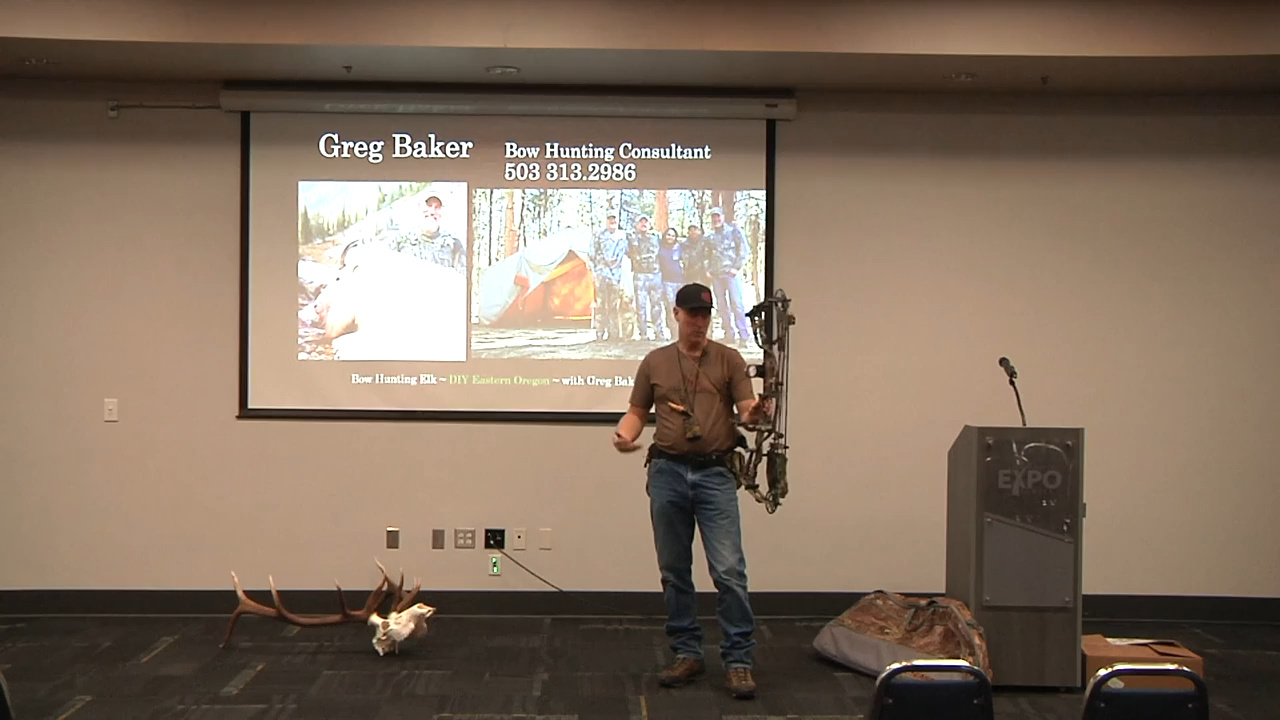 Greg Baker
Bow Hunting Consultant
503 313.2986
Bow Hunting Elk ~ DIY Eastern Oregon ~ with Greg Bak
EXPO